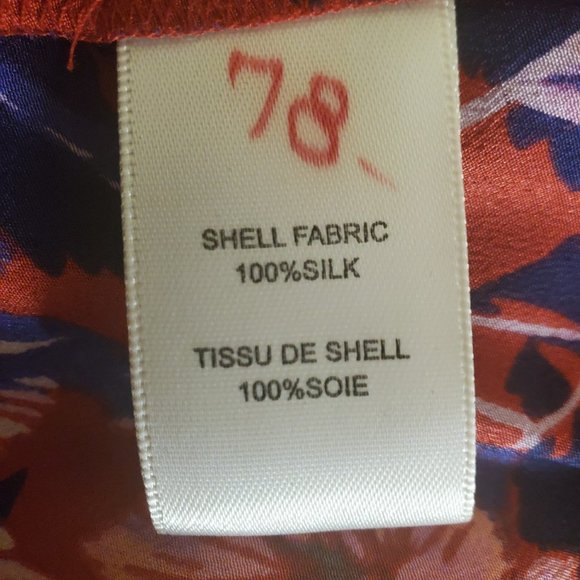 78
SHELL FABRIC
100%SILK
TISSU DE SHELL
100%SOIE